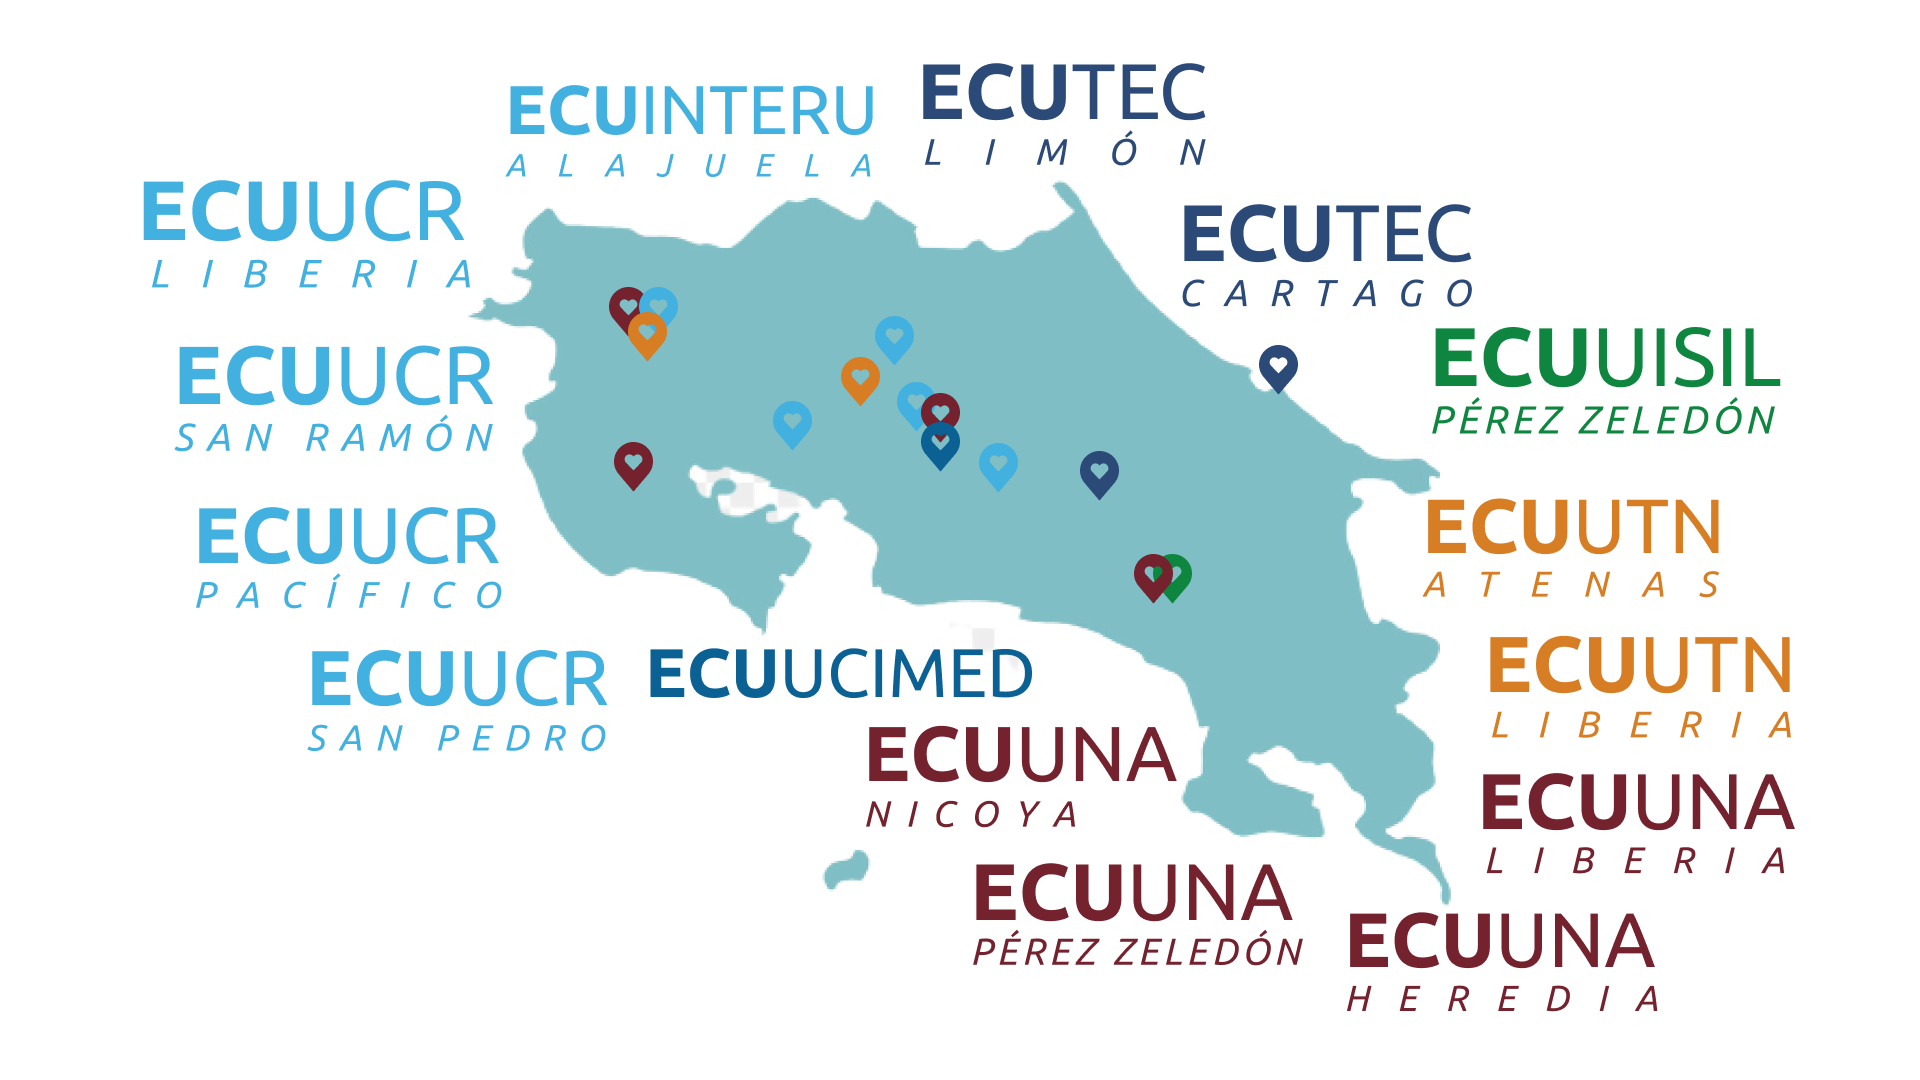 ECUINTERU
ALAJUELA
ECUTEC
LIMÓN
ECUUCR
LIBERIA
ECUTEC
CARTAGO
ECUUCR
SAN RAMÓN
ECUUISIL
PÉREZ ZELEDÓN
ECUUCR
PACÍFICO
ECUUTN
ATENAS
ECUUCR
SAN PEDRO
ECUUCIMED
ECUUTN
LIBERIA
ECUUNA
NICOYA
ECUUNA
LIBERIA
ECUUNA
PÉREZ ZELEDÓN
ECUUNA
HEREDIA